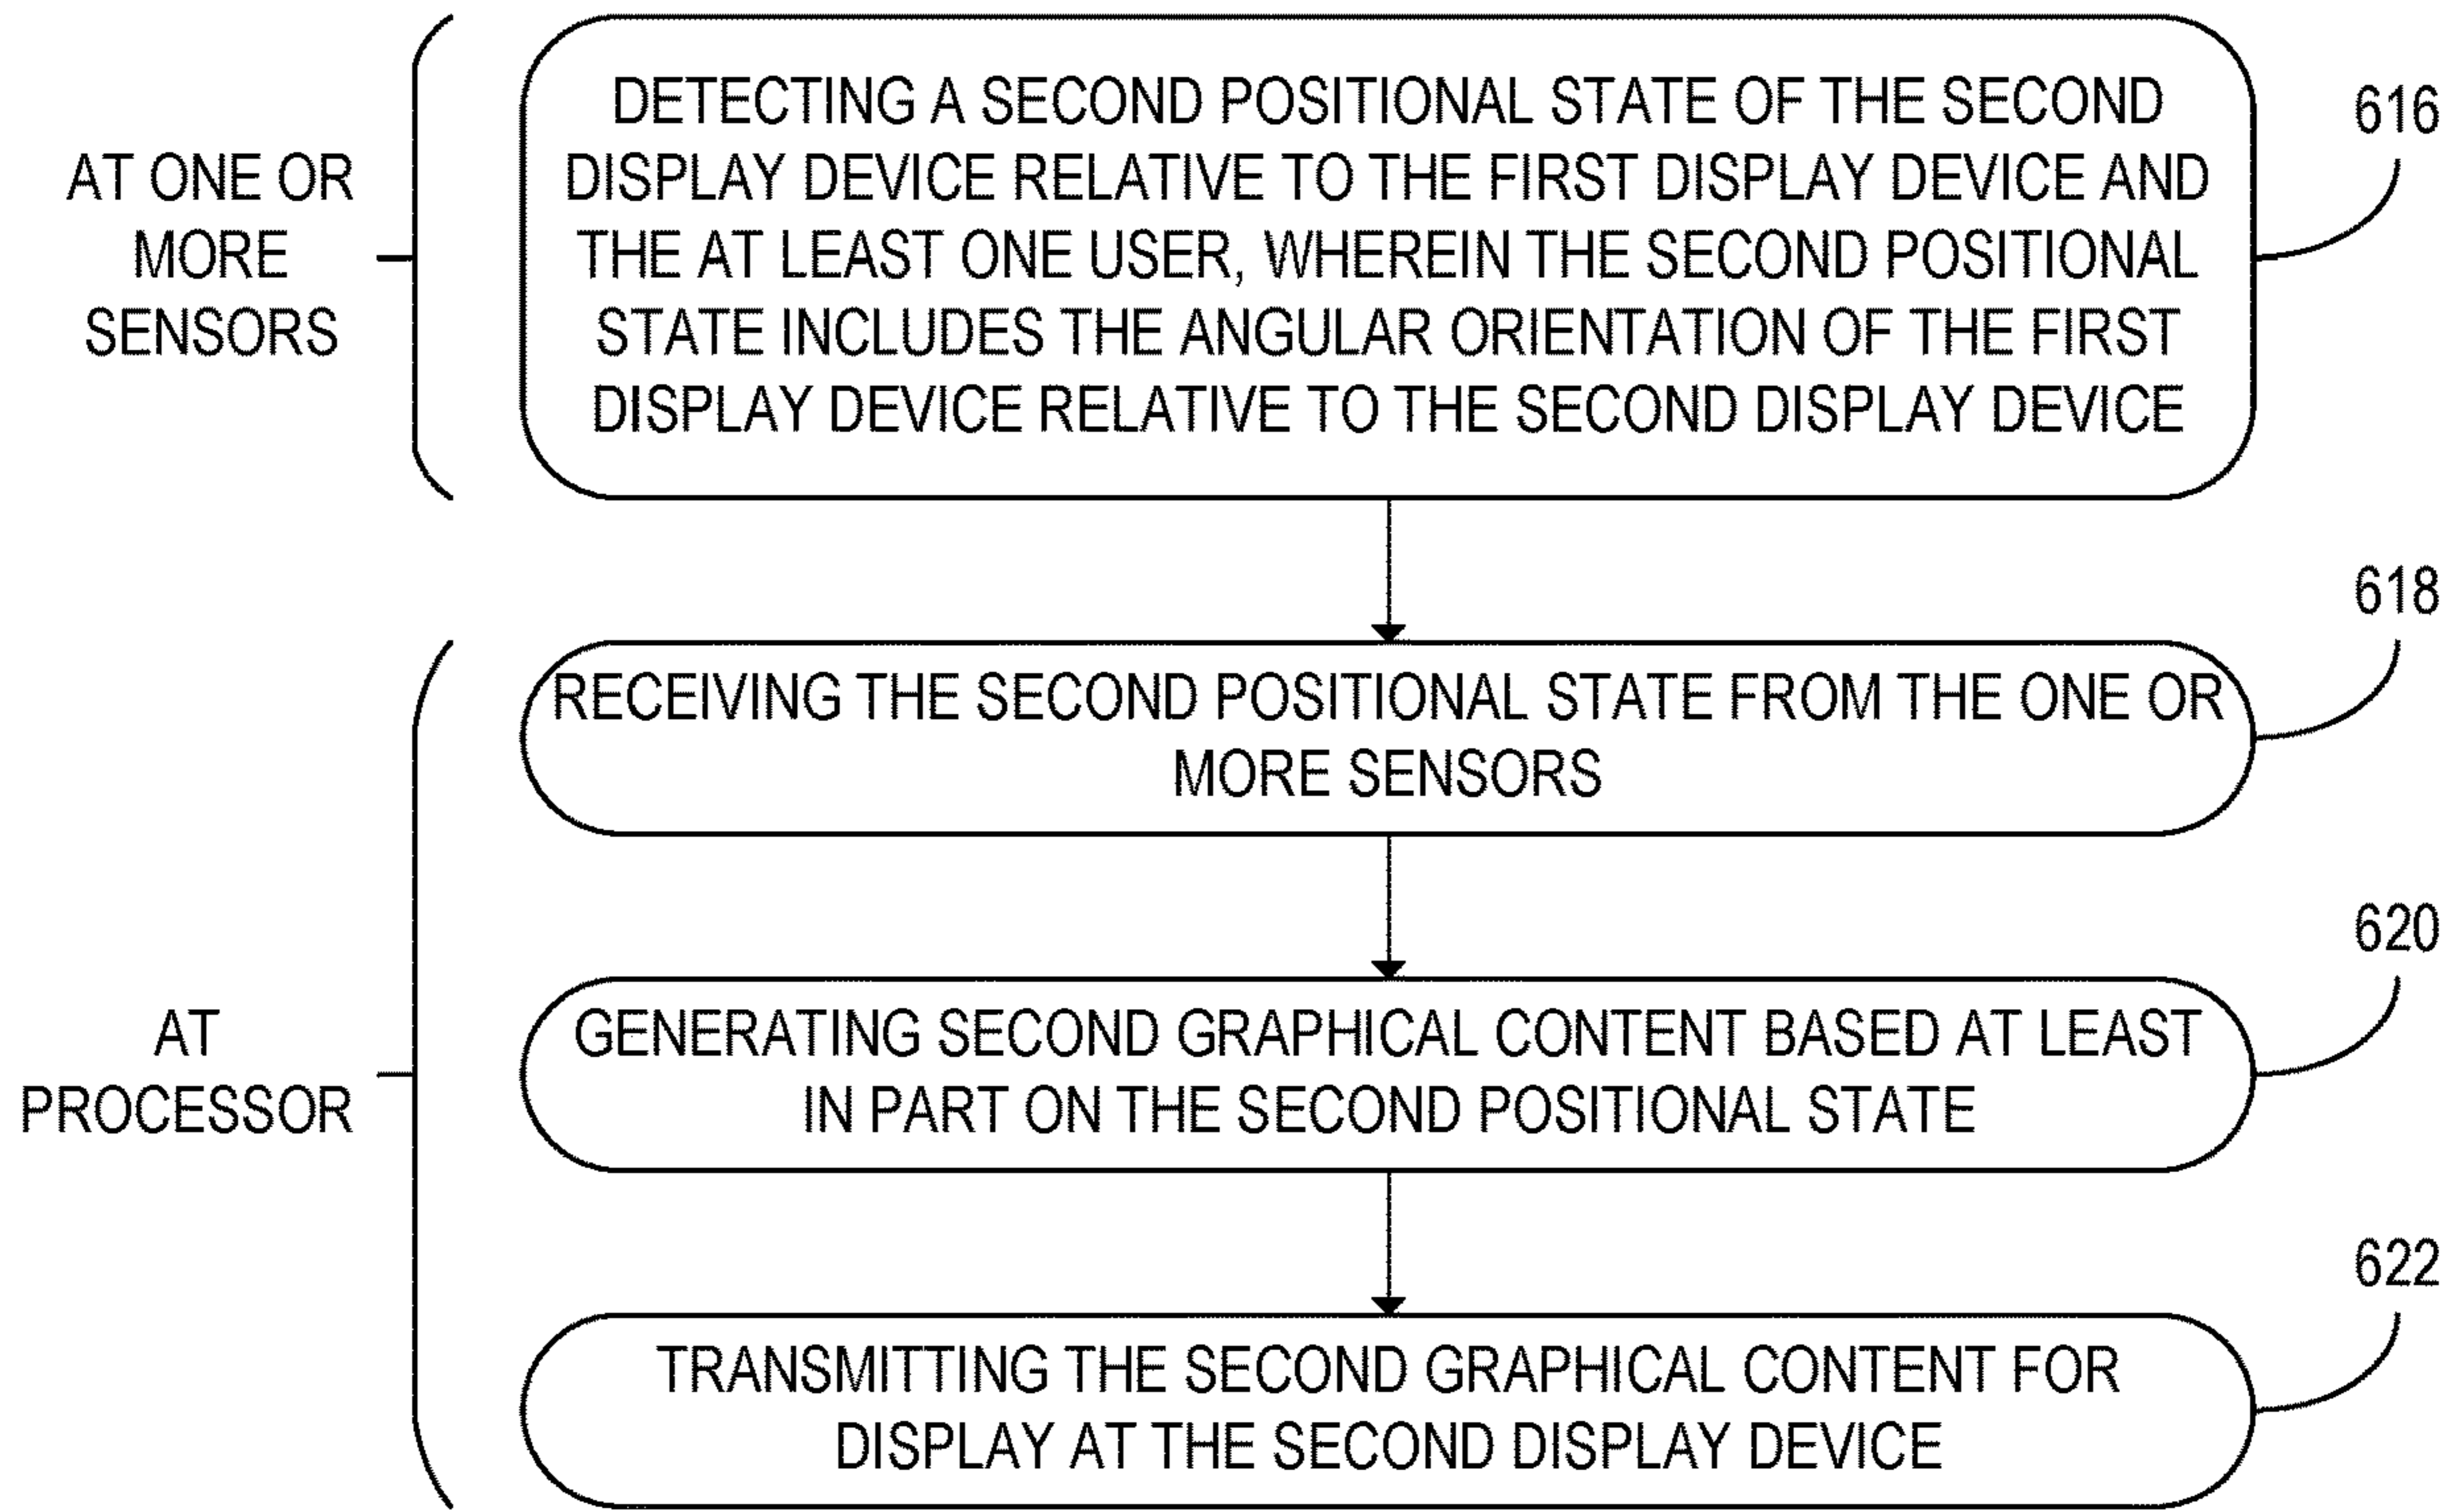 AT ONE OR
MORE
SENSORS
DETECTING A SECOND POSITIONAL STATE OF THE SECOND
DISPLAY DEVICE RELATIVE TO THE FIRST DISPLAY DEVICE AND
THE AT LEAST ONE USER, WHEREIN THE SECOND POSITIONAL
STATE INCLUDES THE ANGULAR ORIENTATION OF THE FIRST
DISPLAY DEVICE RELATIVE TO THE SECOND DISPLAY DEVICE
616
AT
PROCESSOR
RECEIVING THE SECOND POSITIONAL STATE FROM THE ONE OR
MORE SENSORS
618
GENERATING SECOND GRAPHICAL CONTENT BASED AT LEAST
IN PART ON THE SECOND POSITIONAL STATE
620
TRANSMITTING THE SECOND GRAPHICAL CONTENT FOR
DISPLAY AT THE SECOND DISPLAY DEVICE
622